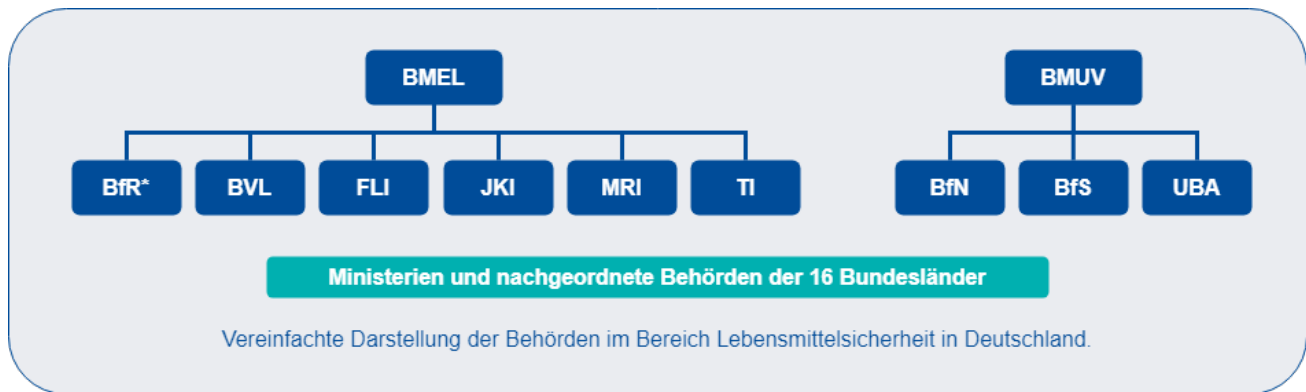 BMEL BMUV
BfR* BVL FLI JKI MRI TI BfN BfS UBA
Ministerien und nachgeordnete Behörden der 16 Bundesländer
Vereinfachte Darstellung der Behörden im Bereich Lebensmittelsicherheit in Deutschland.